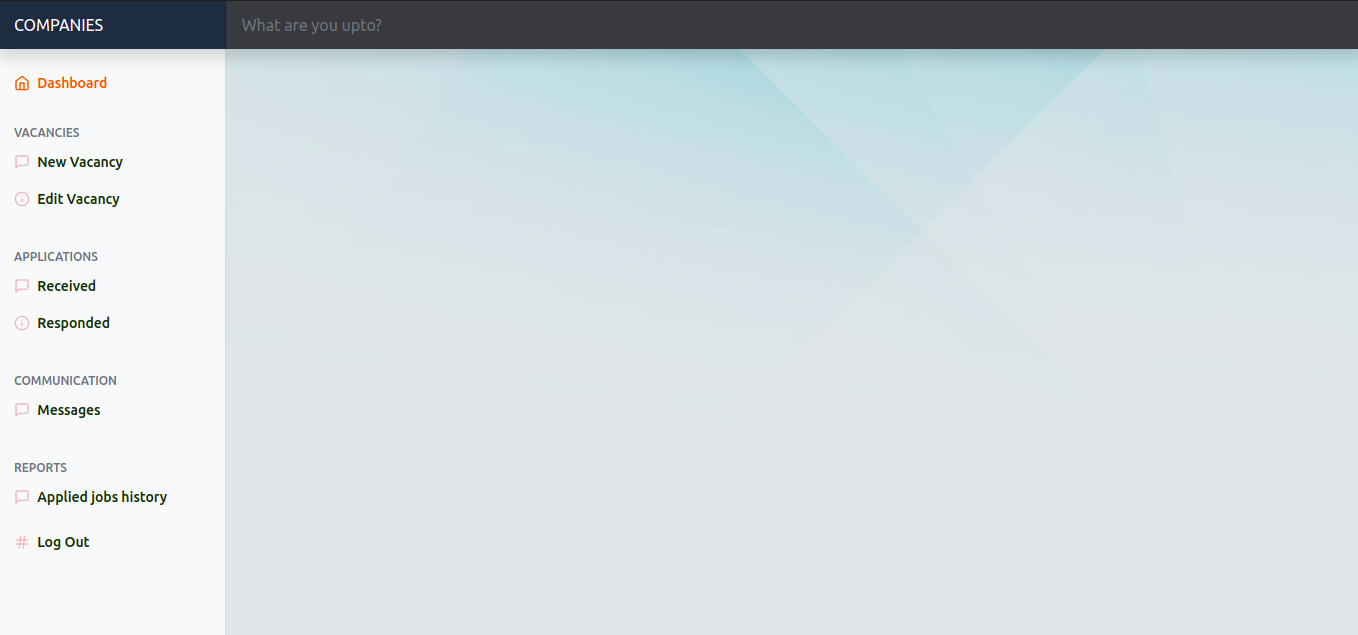 COMPANIES
What are you upto?
Dashboard
VACANCIES
New Vacancy
Edit Vacancy
APPLICATIONS
Received
Responded
COMMUNICATION
Messages
REPORTS
Applied jobs history
Log Out